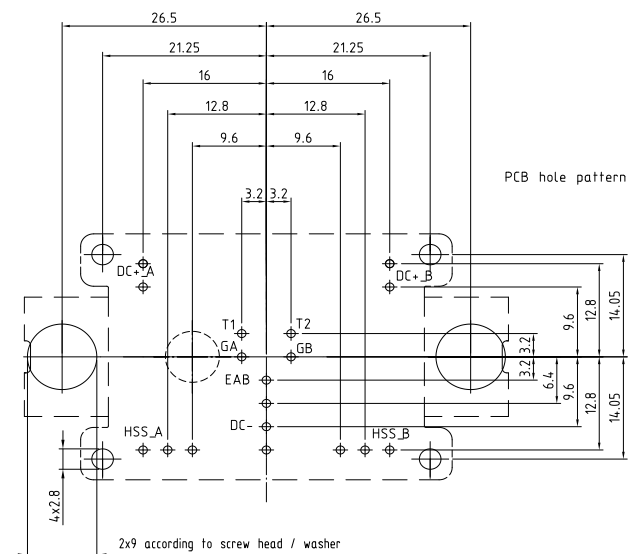 26.5 26.5
21.25 21.25
16 16
12.8 12.8
9.6 9.6
3.2 3.2
PCB hole pattern
DC+_A DC+_B
T1 T2
GA GB
EAB
DC-
HSS_A HSS_B
3.2
3.2
6.4
9.6
9.6
12.8
12.8
14.05
14.05
4x2.8
2x9 according to screw head / washer